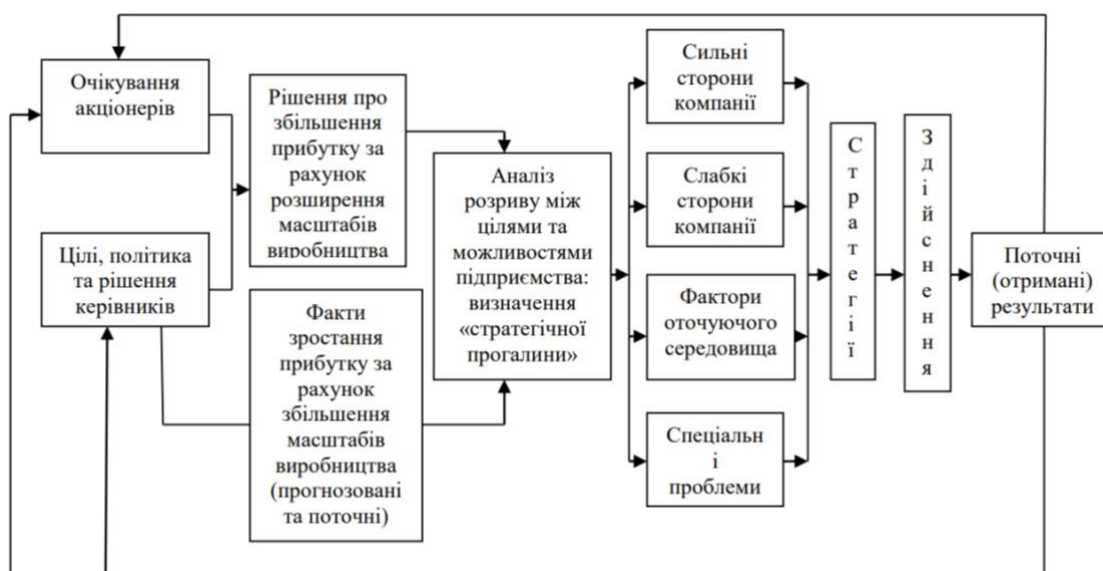 Очікування
акціонерів
Цілі, політика
та рішення
керівників
Рішення про
збільшення
прибутку за
рахунок
розширення
масштабів
виробництва
Факти
зростання
прибутку за
рахунок
збільшення
масштабів
виробництва
(прогнозовані
та поточні)
Аналіз
розриву між
цілями та
можливостями
підприємства:
визначення
«стратегічної
прогалини»
Сильні
сторони
компанії
Слабкі
сторони
компанії
Фактори
оточуючого
середовища
Спеціальн
і
проблеми
С
т
р
а
т
е
г
і
ї
З
д
і
й
с
н
е
н
н
я
Поточні
(отримані)
результати